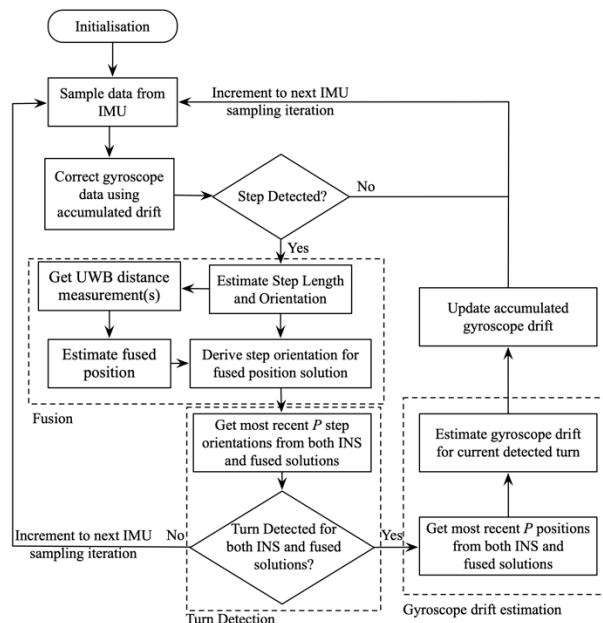 Initialisation
Sample data from
IMU
Increment to next IMU
sampling iteration
Correct gyroscope
data using
accumulated drift
Step Detected?
No
Yes
Get UWB distance
measurement(s)
Estimate Step Length
and Orientation
Estimate fused
position
Derive step orientation for
fused position solution
Fusion
Update accumulated
gyroscope drift
Get most recent P step
orientations from both INS
and fused solutions
Estimate gyroscope drift
for current detected turn
Increment to next IMU
sampling iteration
No
Turn Detected for
both INS and fused
solutions?
Yes
Get most recent P positions
from both INS and
fused solutions
Turn Detection
Gyroscope drift estimation